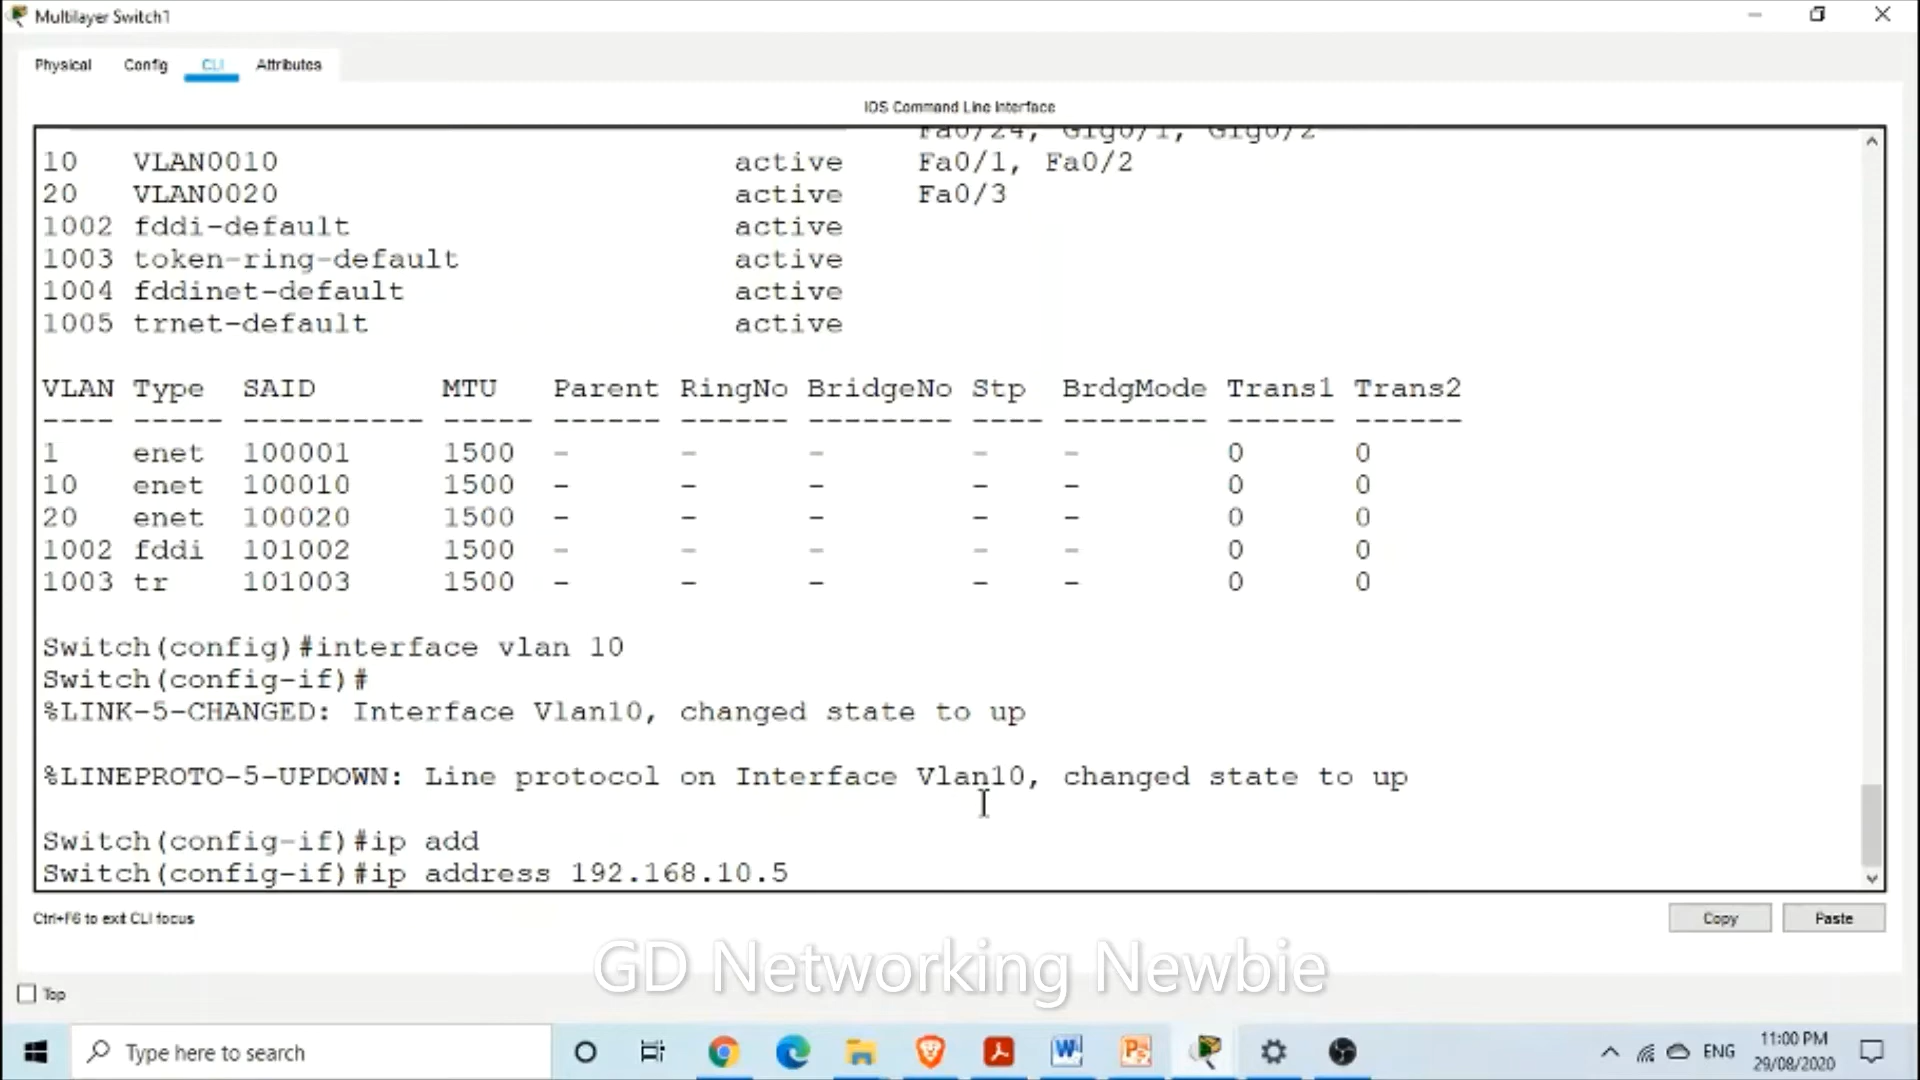 Multilayer Switch1
Physical Config CLI Attributes
IOS Command Line Interface
Fa0/24, Gig0/1, Gig0/2
10 VLAN0010 active Fa0/1, Fa0/2
20 VLAN0020 active Fa0/3
1002 fddi-default active
1003 token-ring-default active
1004 fddinet-default active
1005 trnet-default active
VLAN Type SAID MTU Parent RingNo BridgeNo Stp BrdgMode Trans1 Trans2
---- ----- ---------- ----- ------ ------ -------- ---- -------- ------ ------
1 enet 100001 1500 - - - - - 0 0
10 enet 100010 1500 - - - - - 0 0
20 enet 100020 1500 - - - - - 0 0
1002 fddi 101002 1500 - - - - - 0 0
1003 tr 101003 1500 - - - - - 0 0
Switch(config)#interface vlan 10
Switch(config-if)#
%LINK-5-CHANGED: Interface Vlan10, changed state to up
%LINEPROTO-5-UPDOWN: Line protocol on Interface Vlan10, changed state to up
Switch(config-if)#ip add
Switch(config-if)#ip address 192.168.10.5
Ctrl+F6 to exit CLI focus
Copy Paste
GD Networking Newbie
Top
Type here to search
ENG
11:00 PM
29/08/2020